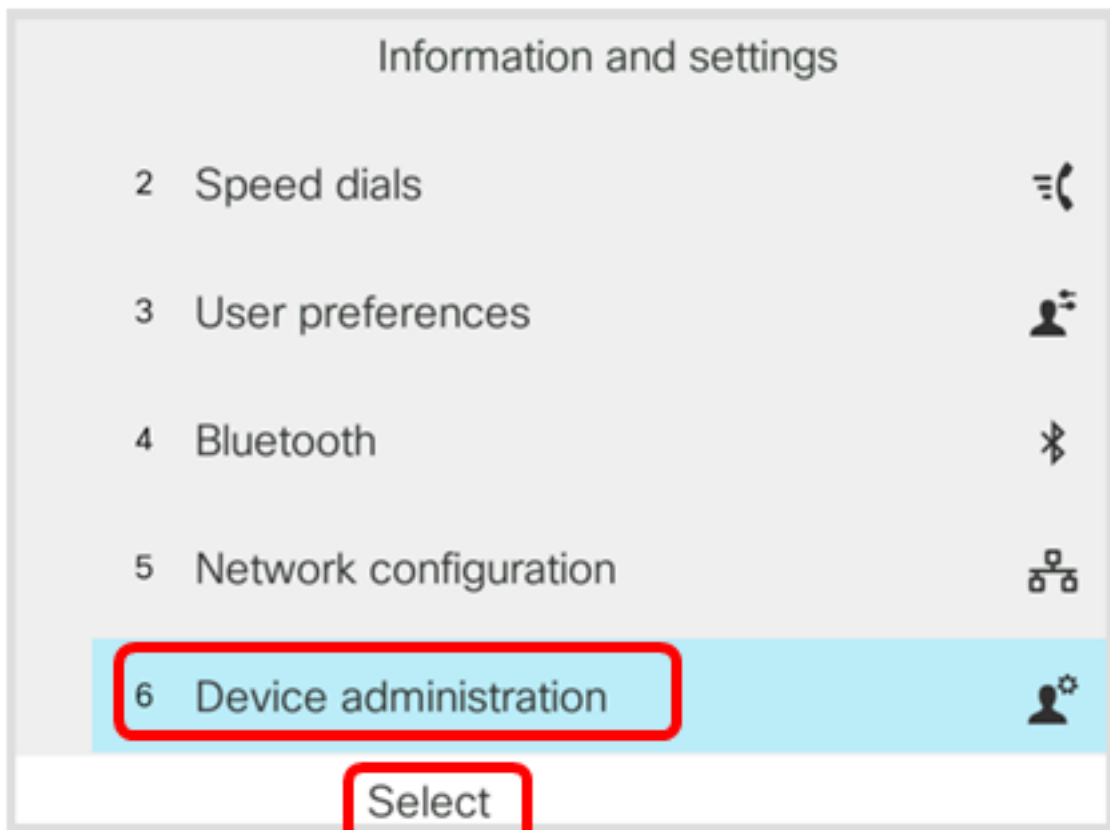 Information and settings
2 Speed dials
3 User preferences
4 Bluetooth
5 Network configuration
6 Device administration
Select